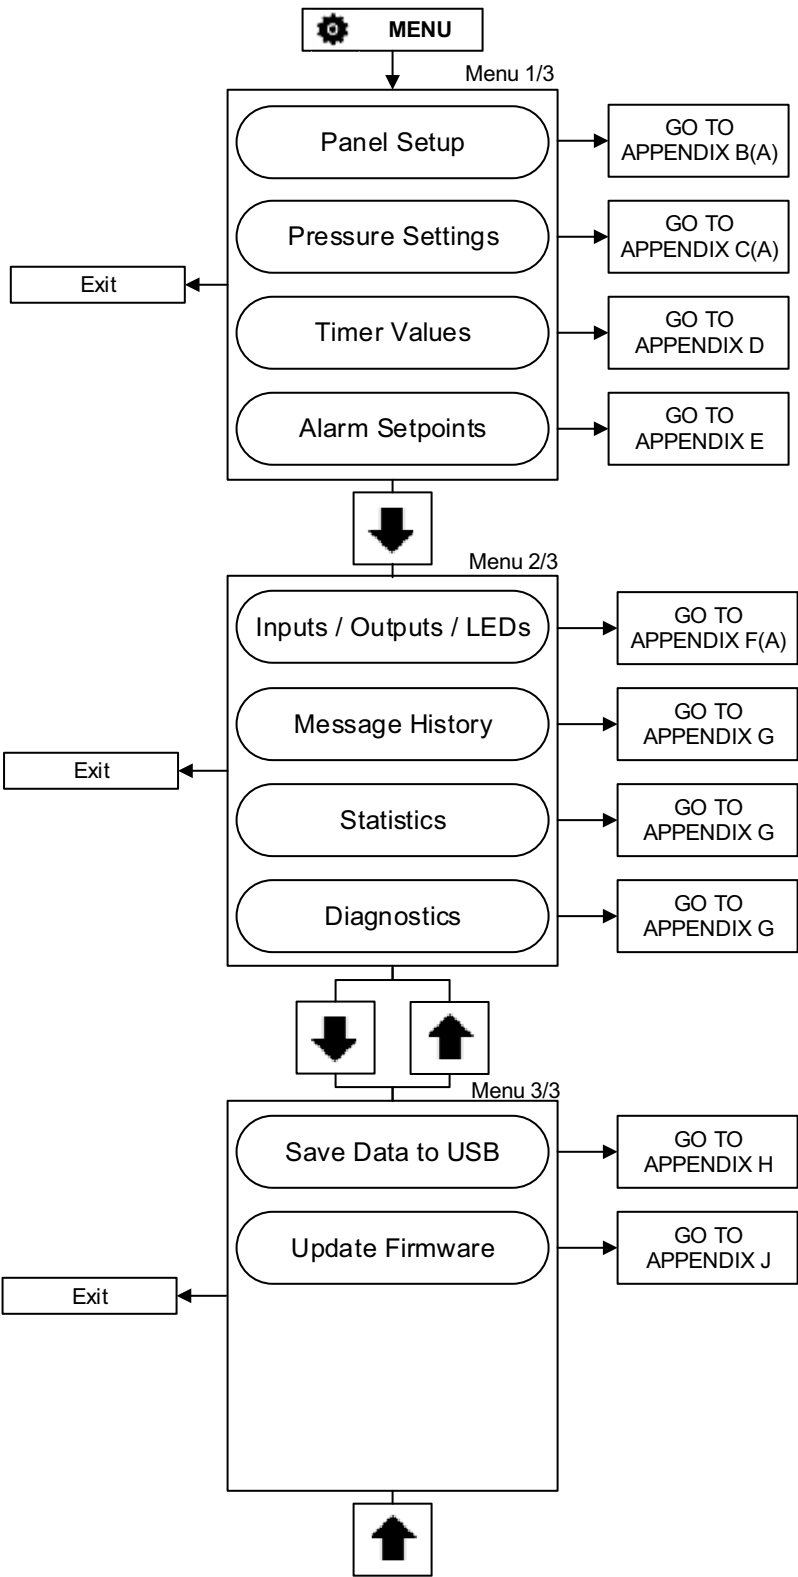 MENU
Menu 1/3
Panel Setup
GO TO
APPENDIX B(A)
Pressure Settings
GO TO
APPENDIX C(A)
Exit
Timer Values
GO TO
APPENDIX D
Alarm Setpoints
GO TO
APPENDIX E
Menu 2/3
Inputs / Outputs / LEDs
GO TO
APPENDIX F(A)
Message History
GO TO
APPENDIX G
Exit
Statistics
GO TO
APPENDIX G
Diagnostics
GO TO
APPENDIX G
Menu 3/3
Save Data to USB
GO TO
APPENDIX H
Update Firmware
GO TO
APPENDIX J
Exit